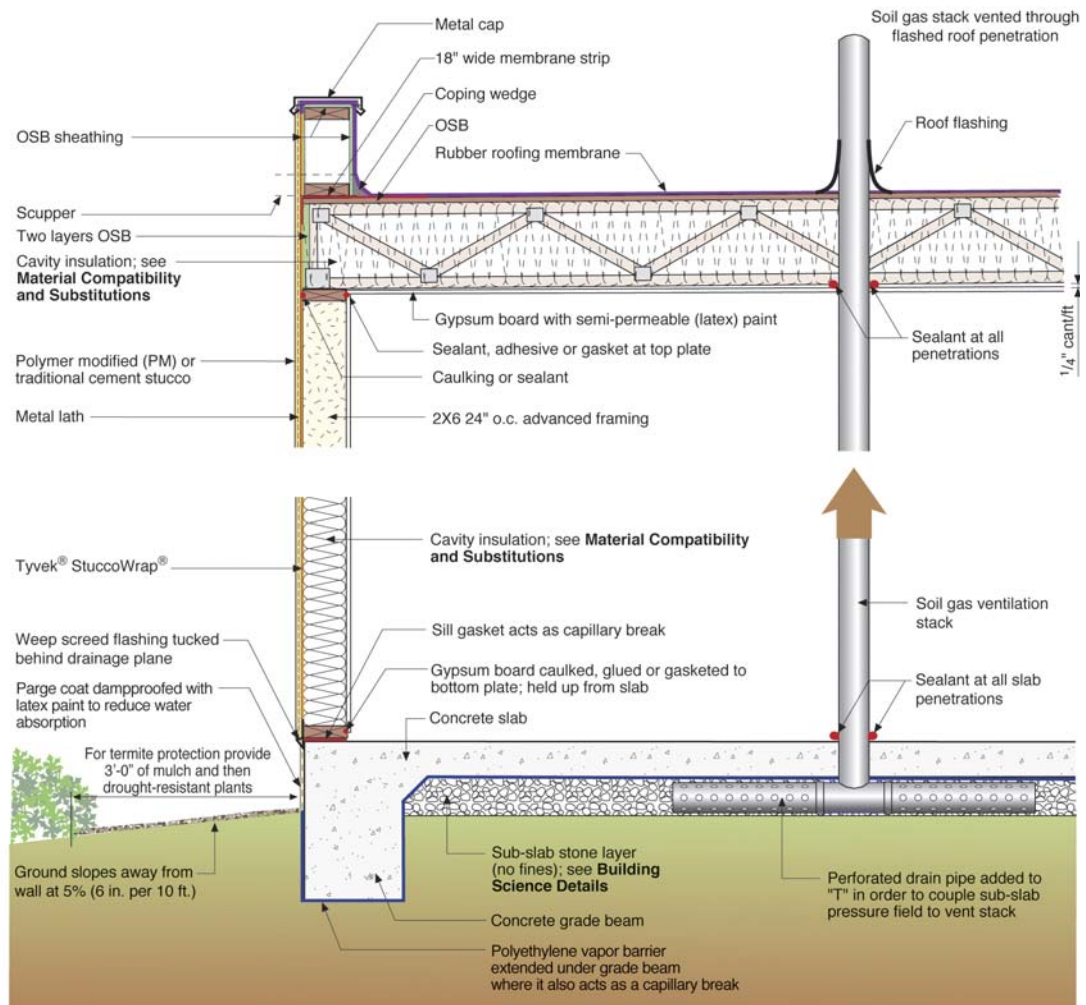 Metal cap
18" wide membrane strip
Coping wedge
OSB
Rubber roofing membrane
Soil gas stack vented through
flashed roof penetration
Roof flashing
OSB sheathing
Scupper
Two layers OSB
Cavity insulation; see
Material Compatibility
and Substitutions
Polymer modified (PM) or
traditional cement stucco
Metal lath
Gypsum board with semi-permeable (latex) paint
Sealant, adhesive or gasket at top plate
Caulking or sealant
2X6 24" o.c. advanced framing
Sealant at all
penetrations
1/4" cant/ft
Tyvek® StuccoWrap®
Weep screed flashing tucked
behind drainage plane
Parge coat dampproofed with
latex paint to reduce water
absorption
For termite protection provide
3'-0" of mulch and then
drought-resistant plants
Ground slopes away from
wall at 5% (6 in. per 10 ft.)
Cavity insulation; see Material Compatibility
and Substitutions
Sill gasket acts as capillary break
Gypsum board caulked, glued or gasketed to
bottom plate; held up from slab
Concrete slab
Soil gas ventilation
stack
Sealant at all slab
penetrations
Sub-slab stone layer
(no fines); see Building
Science Details
Concrete grade beam
Polyethylene vapor barrier
extended under grade beam
where it also acts as a capillary break
Perforated drain pipe added to
"T" in order to couple sub-slab
pressure field to vent stack